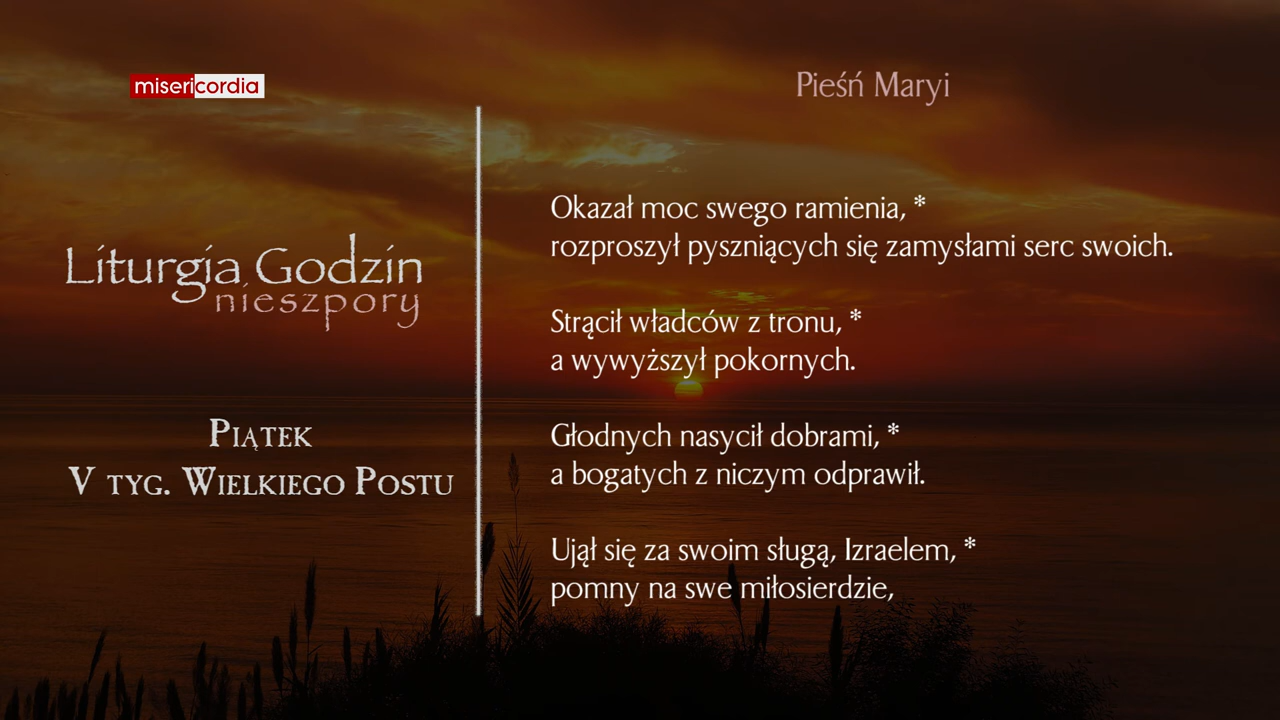 misericordia
Liturgia Godzin
nieszpory
Piątek
V tyg. Wielkiego Postu
Pieśń Maryi
Okazał moc swego ramienia, *
rozproszył pyszniących się zamysłami serc swoich.
Strącił władców z tronu, *
a wywyższył pokornych.
Głodnych nasycił dobrami, *
a bogatych z niczym odprawił.
Ujął się za swoim sługą, Izraelem, *
pomny na swe miłosierdzie,